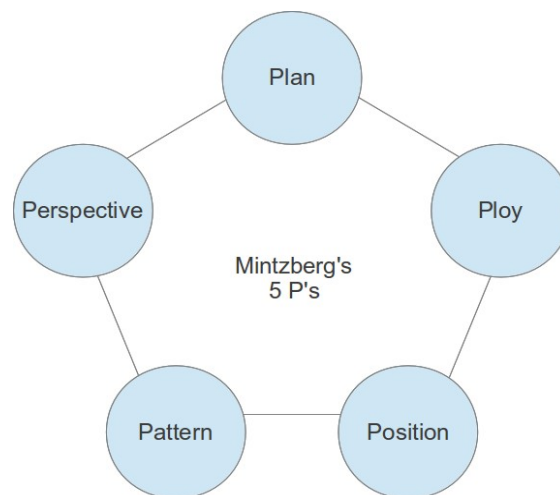 Plan
Perspective
Ploy
Mintzberg's
5 P's
Pattern
Position